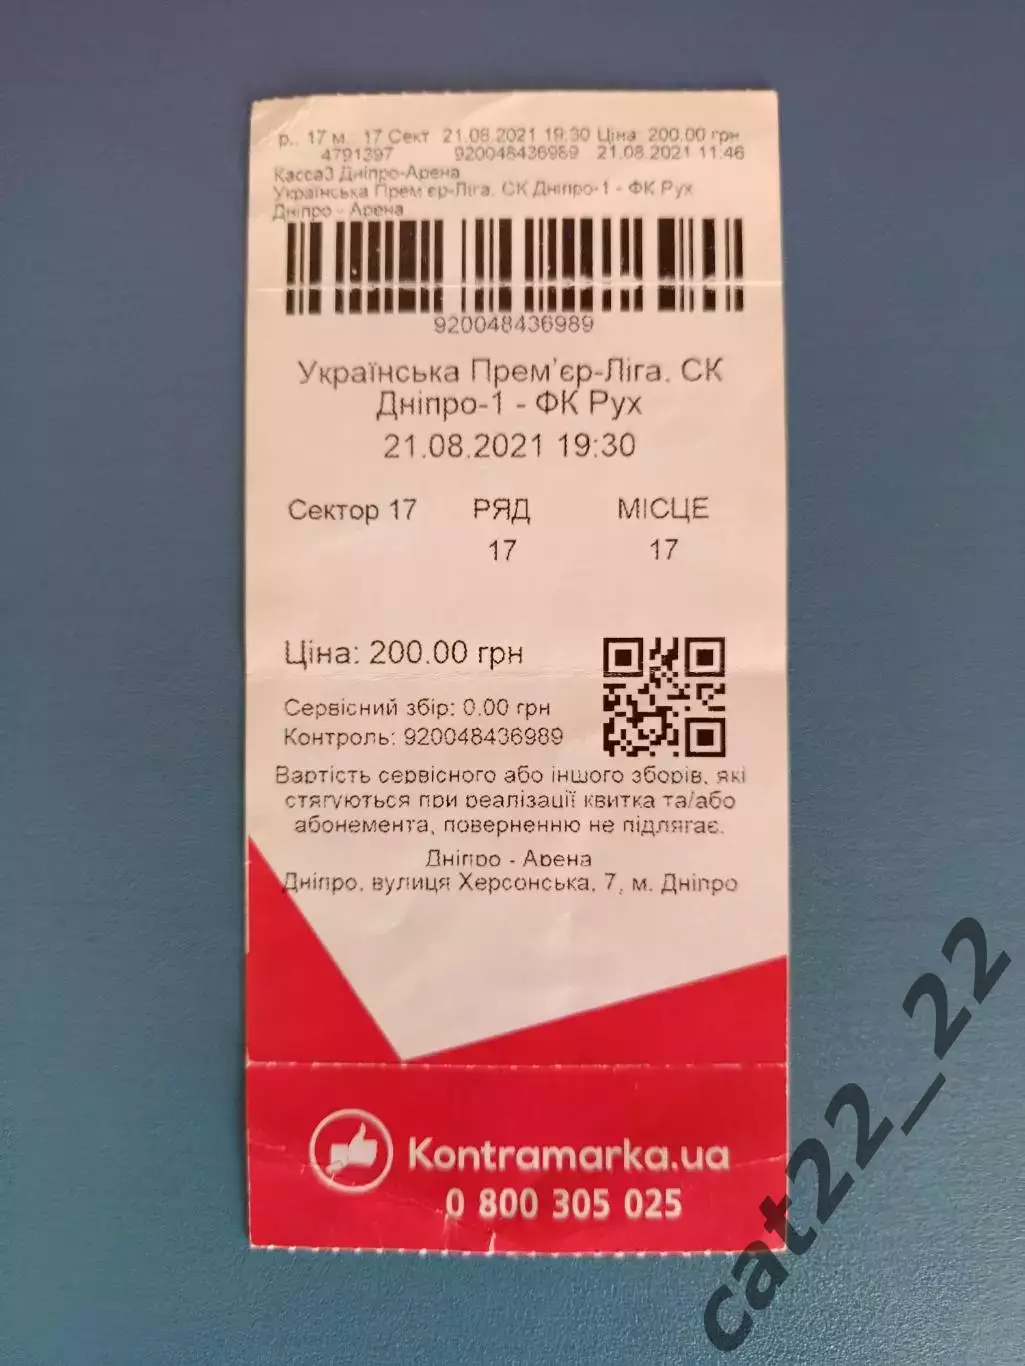 р., 17 м. 17 Сект 21.08.2021 19:30 Ціна: 200.00 грн
4791397 920048436989 21.08.2021 11:46
Касса3 Дніпро-Арена
Українська Прем єр-Ліга. СК Дніпро-1 - ФК Рух
Дніпро - Арена
920048436989
Українська Прем'єр-Ліга. СК
Дніпро-1 - ФК Рух
21.08.2021 19:30
Сектор 17 РЯД МІСЦЕ
17 17
Ціна: 200.00 грн
Сервісний збір: 0.00 грн
Контроль: 920048436989
Вартість сервісного або іншого зборів, які
стягуються при реалізації квитка та/або
абонемента, поверненню не підлягає.
Дніпро - Арена
Дніпро, вулиця Херсонська, 7, м. Дніпро
Kontramarka.ua
0 800 305 025
cat22_22